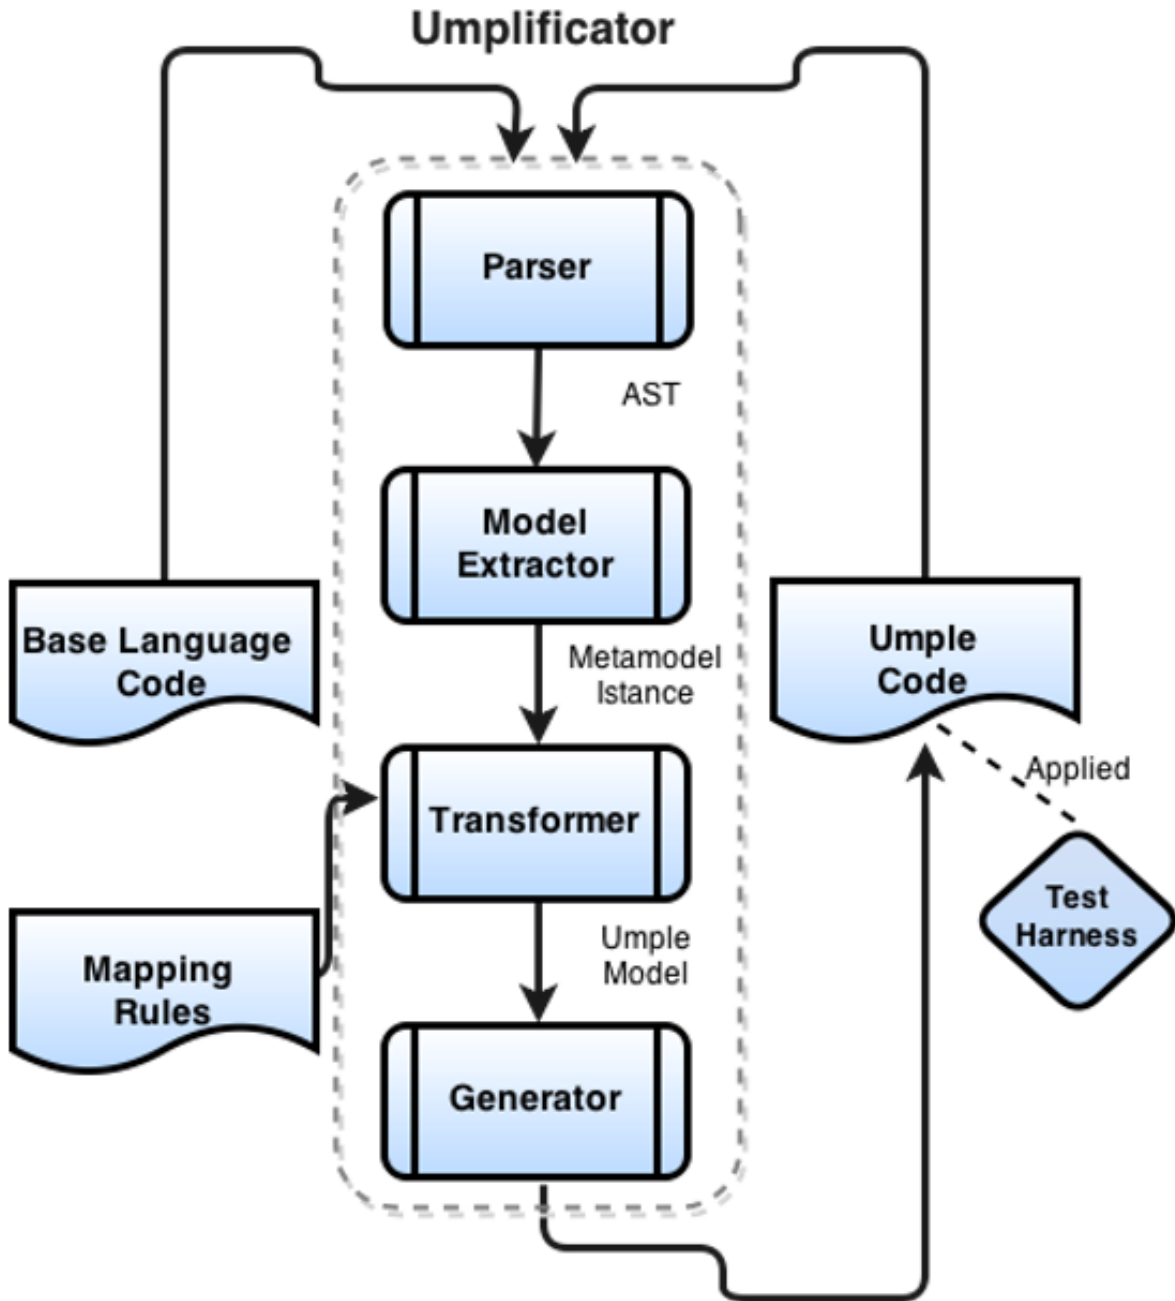 Umplificator
Parser
AST
Model
Extractor
Base Language
Code
Metamodel
Istance
Umple
Code
Applied
Transformer
Test
Harness
Mapping
Rules
Umple
Model
Generator